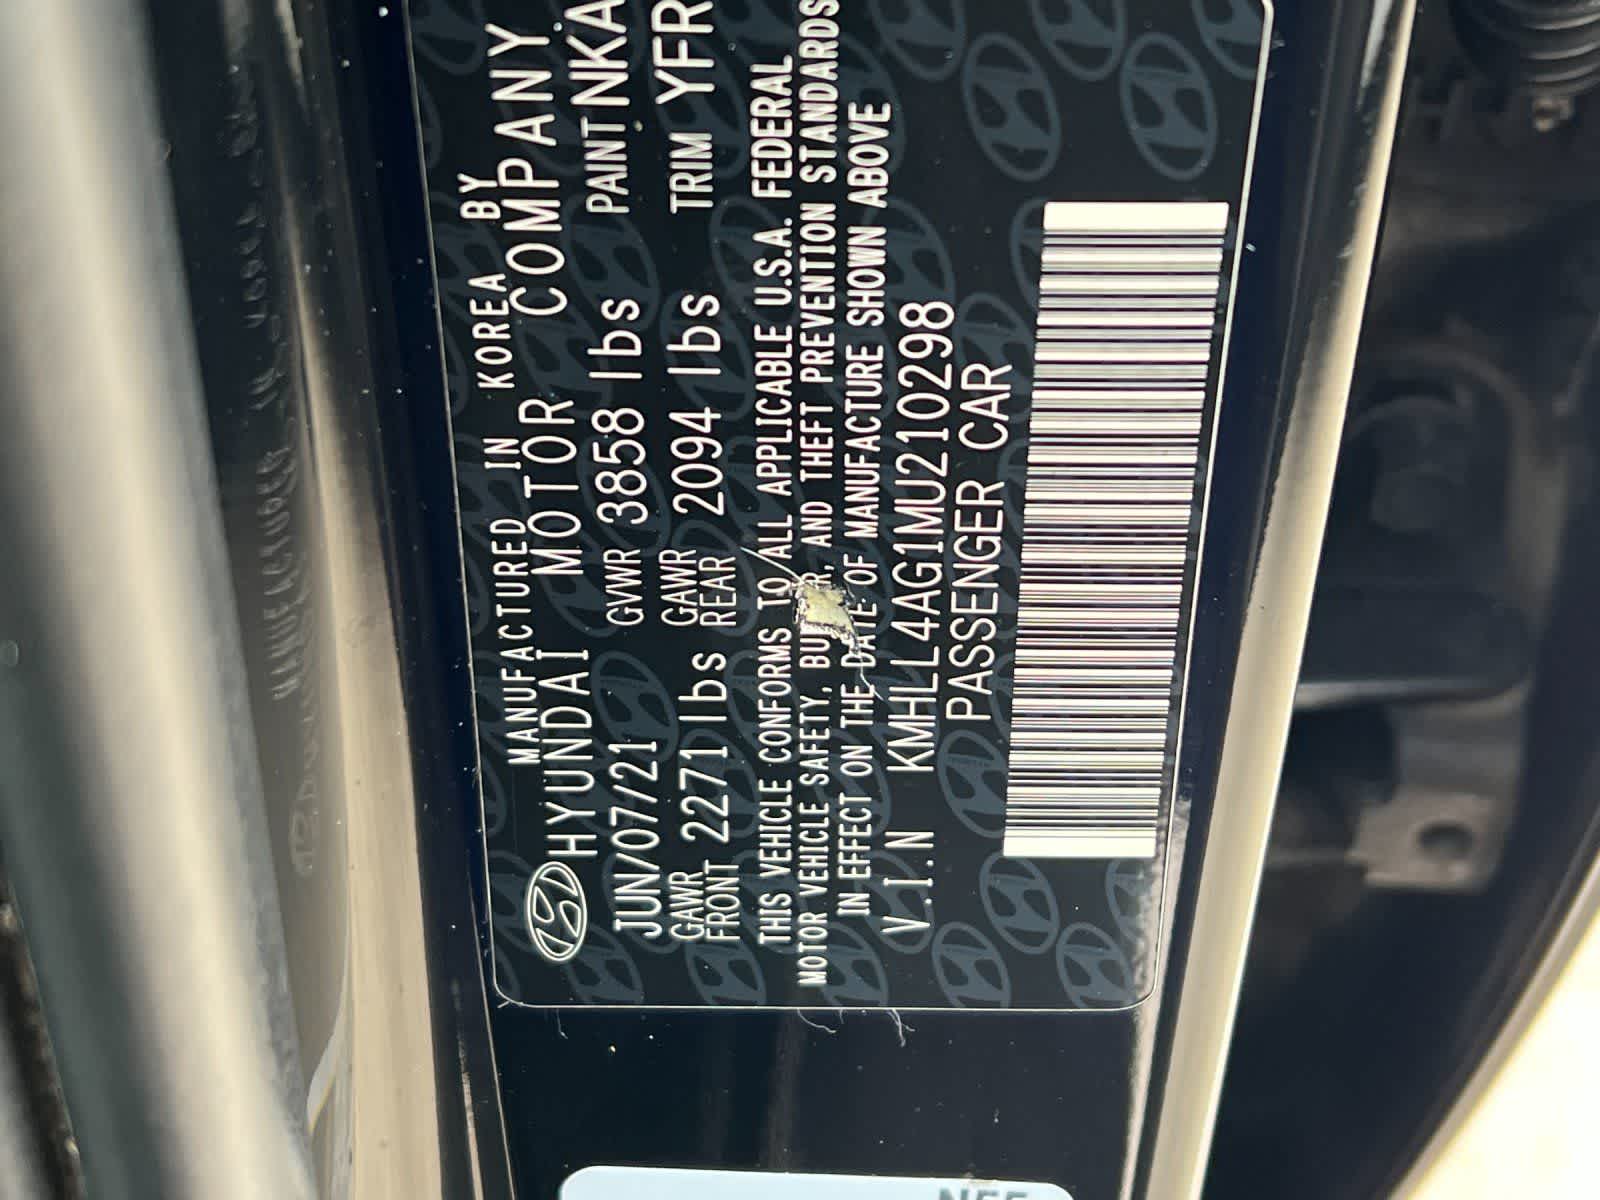 MANUFACTURED IN KOREA BY
HYUNDAI MOTOR COMPANY
JUN/07/21 GVWR 3858 lbs PAINT NKA
GAWR FRONT 2271 lbs GAWR REAR 2094 lbs TRIM YFR
THIS VEHICLE CONFORMS TO ALL APPLICABLE U.S.A. FEDERAL
MOTOR VEHICLE SAFETY, BUMPER, AND THEFT PREVENTION STANDARDS
IN EFFECT ON THE DATE OF MANUFACTURE SHOWN ABOVE
V.I.N KMHLL4AG1MU210298
PASSENGER CAR